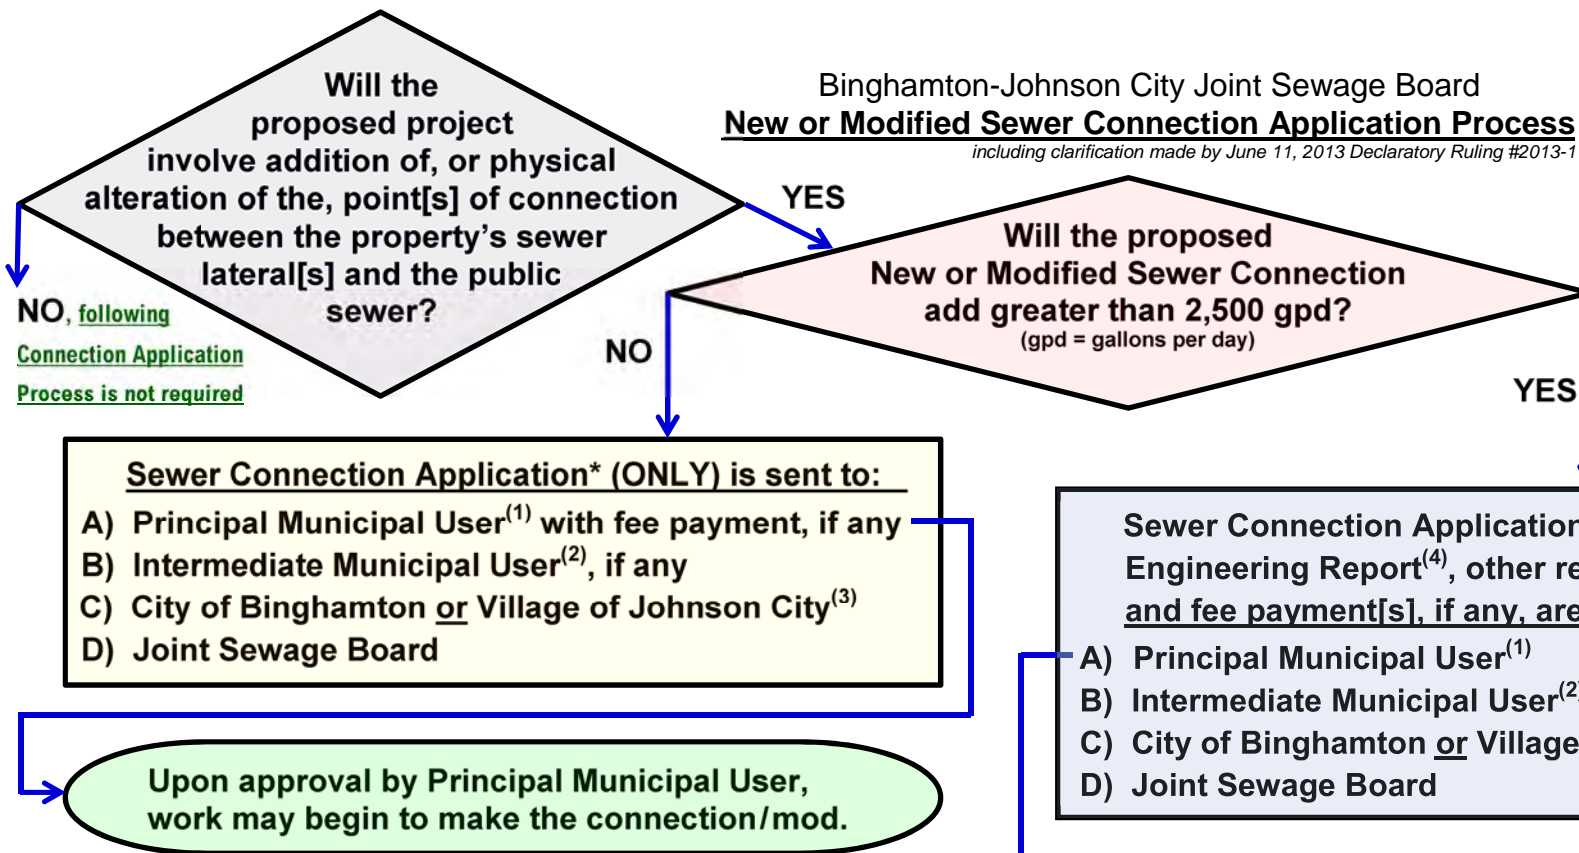 Binghamton-Johnson City Joint Sewage Board
New or Modified Sewer Connection Application Process
including clarification made by June 11, 2013 Declaratory Ruling #2013-1
Will the
proposed project
involve addition of, or physical
alteration of the, point[s] of connection
between the property's sewer
lateral[s] and the public
sewer?
YES
NO, following
Connection Application
Process is not required
Will the proposed
New or Modified Sewer Connection
add greater than 2,500 gpd?
(gpd = gallons per day)
NO
YES
Sewer Connection Application* (ONLY) is sent to:
A) Principal Municipal User(1) with fee payment, if any
B) Intermediate Municipal User(2), if any
C) City of Binghamton or Village of Johnson City(3)
D) Joint Sewage Board
Upon approval by Principal Municipal User,
work may begin to make the connection/mod.
Sewer Connection Application
Engineering Report(4), other re
and fee payment[s], if any, are
A) Principal Municipal User(1)
B) Intermediate Municipal User(2)
C) City of Binghamton or Village
D) Joint Sewage Board